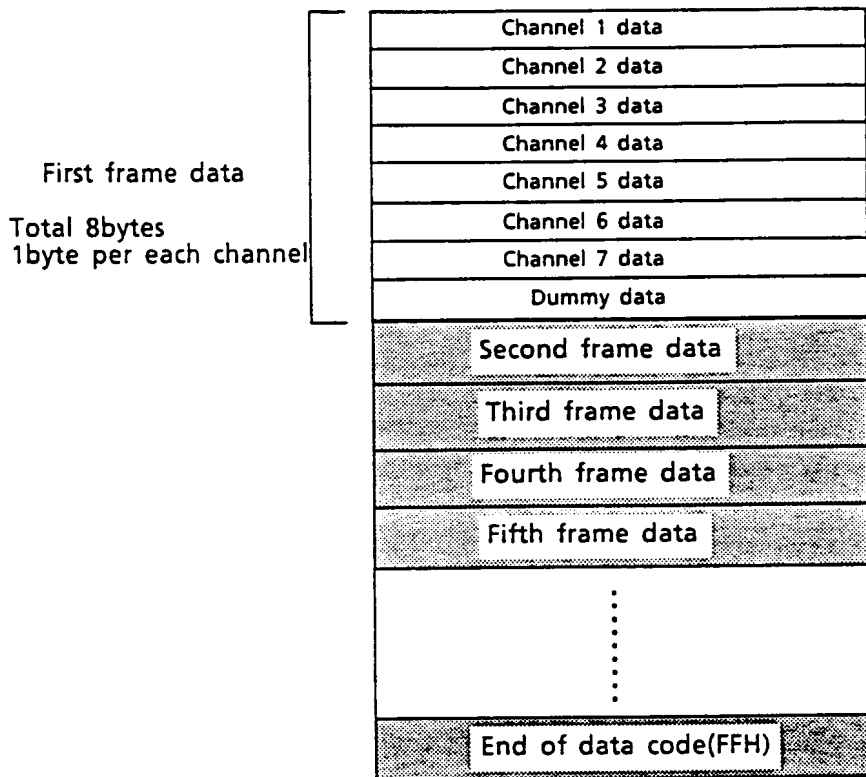 Channel 1 data
Channel 2 data
Channel 3 data
Channel 4 data
Channel 5 data
Channel 6 data
Channel 7 data
Dummy data
First frame data
Total 8bytes
1byte per each channel
Second frame data
Third frame data
Fourth frame data
Fifth frame data
End of data code(FFH)